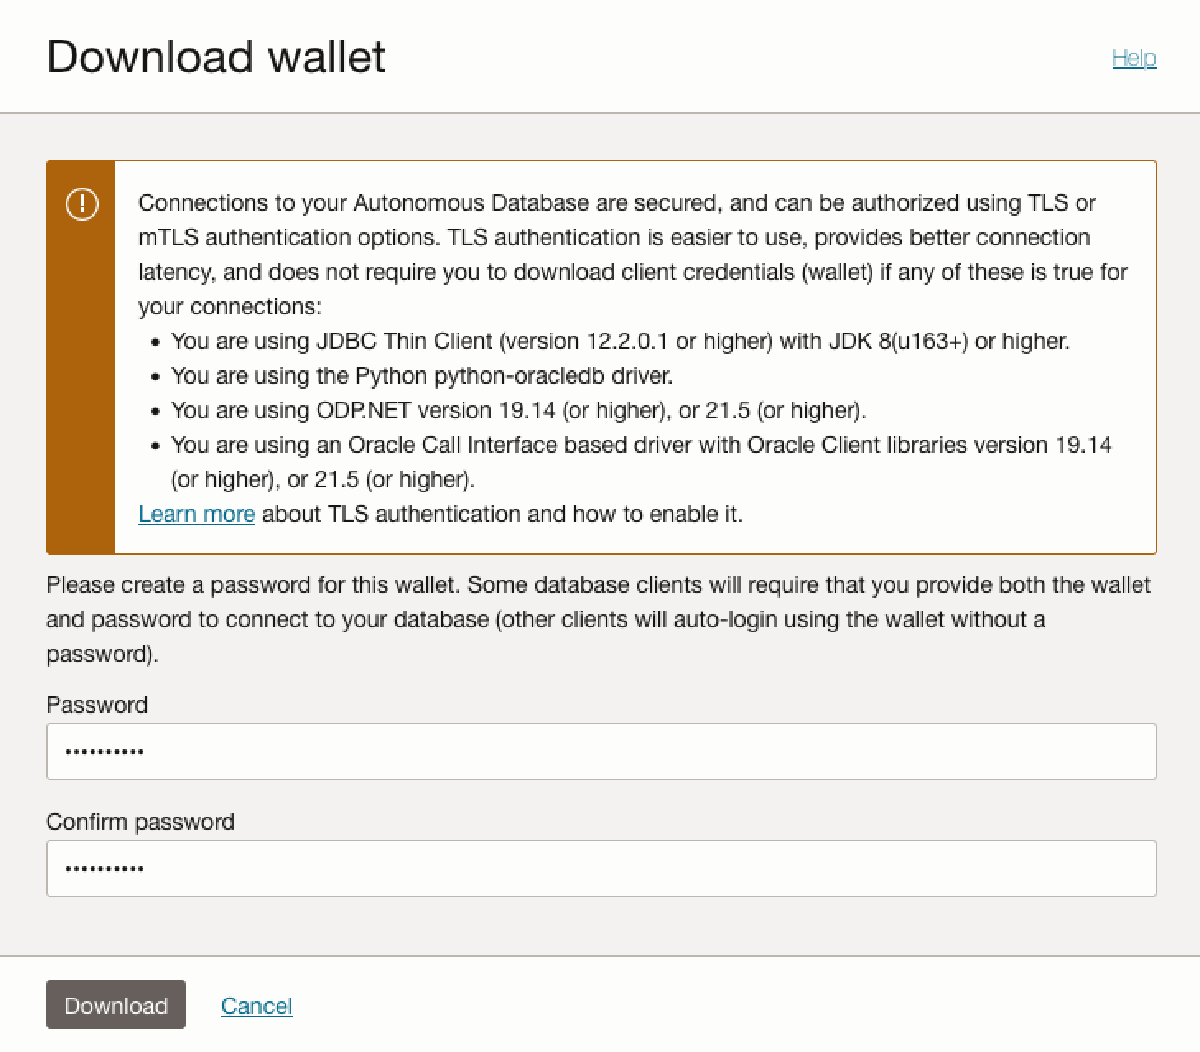 Download wallet
Help
Connections to your Autonomous Database are secured, and can be authorized using TLS or
mTLS authentication options. TLS authentication is easier to use, provides better connection
latency, and does not require you to download client credentials (wallet) if any of these is true for
your connections:
• You are using JDBC Thin Client (version 12.2.0.1 or higher) with JDK 8(u163+) or higher.
• You are using the Python python-oracledb driver.
• You are using ODP.NET version 19.14 (or higher), or 21.5 (or higher).
• You are using an Oracle Call Interface based driver with Oracle Client libraries version 19.14
(or higher), or 21.5 (or higher).
Learn more about TLS authentication and how to enable it.
Please create a password for this wallet. Some database clients will require that you provide both the wallet
and password to connect to your database (other clients will auto-login using the wallet without a
password).
Password
••••••••••
Confirm password
••••••••••
Download
Cancel